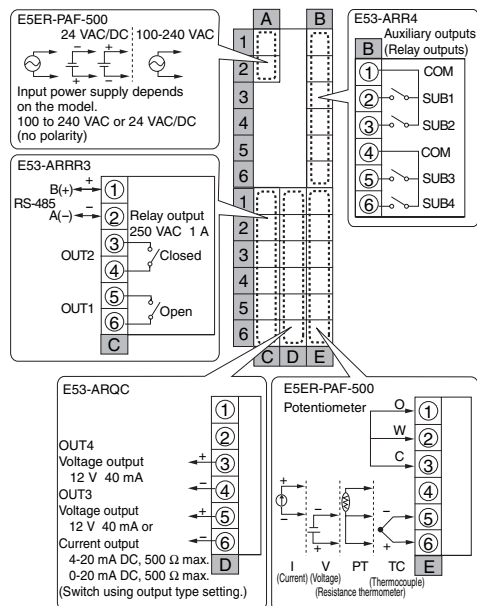 E5ER-PAF-500
24 VAC/DC 100-240 VAC
− − +
+ + −
Input power supply depends
on the model.
100 to 240 VAC or 24 VAC/DC
(no polarity)
A B
1
2
3
4
5
6
1
2
3
4
5
6
C D E
E53-ARR4
Auxiliary outputs
(Relay outputs)
B
1 COM
2 SUB1
3 SUB2
4 COM
5 SUB3
6 SUB4
E53-ARRR3
B(+) + 1
RS-485
A(−) − 2
Relay output
250 VAC 1 A
3
OUT2 Closed
4
5
OUT1 Open
6
C
E53-ARQC
1
2
OUT4
Voltage output + 3
12 V 40 mA
− 4
OUT3
Voltage output + 5
12 V 40 mA or
Current output − 6
4-20 mA DC, 500 Ω max.
0-20 mA DC, 500 Ω max.
D
(Switch using output type setting.)
E5ER-PAF-500
Potentiometer
O 1
W 2
C 3
4
+ − − 5
− + + 6
I V PT TC
E
(Current) (Voltage) (Thermocouple)
(Resistance thermometer)